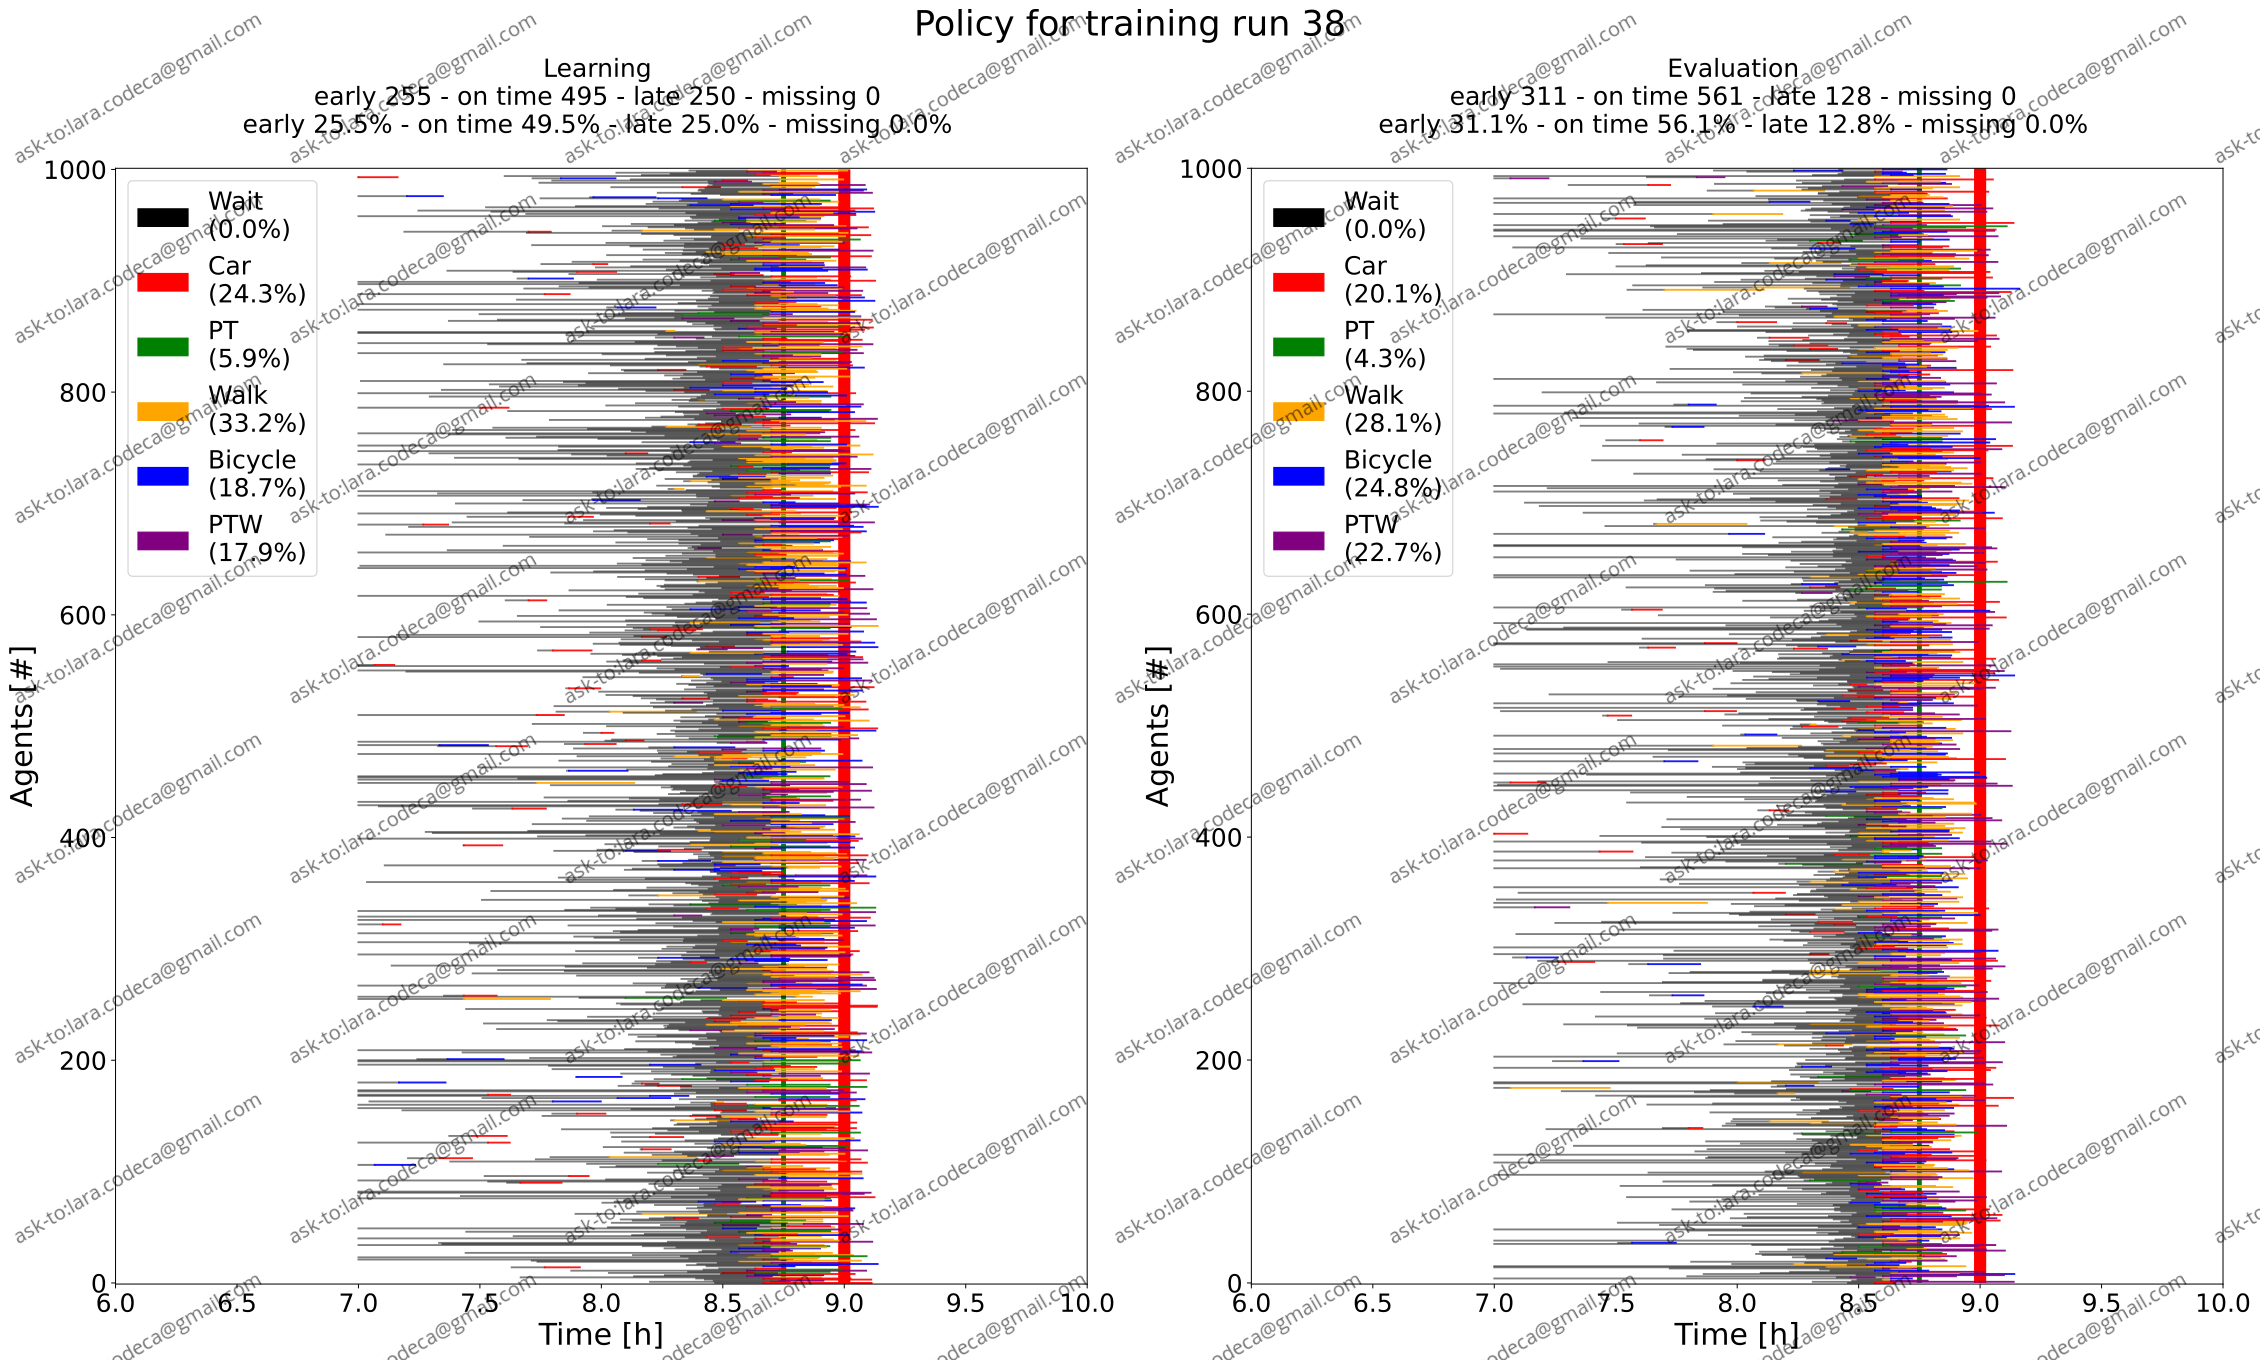 Policy for training run 38
Learning
early 255 - on time 495 - late 250 - missing 0
early 25.5% - on time 49.5% - late 25.0% - missing 0.0%
Wait
(0.0%)
Car
(24.3%)
PT
(5.9%)
Walk
(33.2%)
Bicycle
(18.7%)
PTW
(17.9%)
Agents [#]
1000
800
600
400
200
0
6.0 6.5 7.0 7.5 8.0 8.5 9.0 9.5 10.0
Time [h]
Evaluation
early 311 - on time 561 - late 128 - missing 0
early 31.1% - on time 56.1% - late 12.8% - missing 0.0%
Wait
(0.0%)
Car
(20.1%)
PT
(4.3%)
Walk
(28.1%)
Bicycle
(24.8%)
PTW
(22.7%)
Agents [#]
1000
800
600
400
200
0
6.0 6.5 7.0 7.5 8.0 8.5 9.0 9.5 10.0
Time [h]
ask-to:lara.codeca@gmail.com